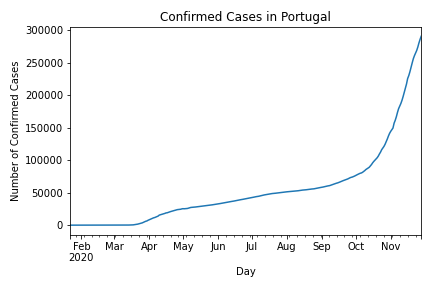 Confirmed Cases in Portugal
300000
250000
200000
150000
100000
50000
0
Number of Confirmed Cases
Feb Mar Apr May Jun Jul Aug Sep Oct Nov
2020
Day